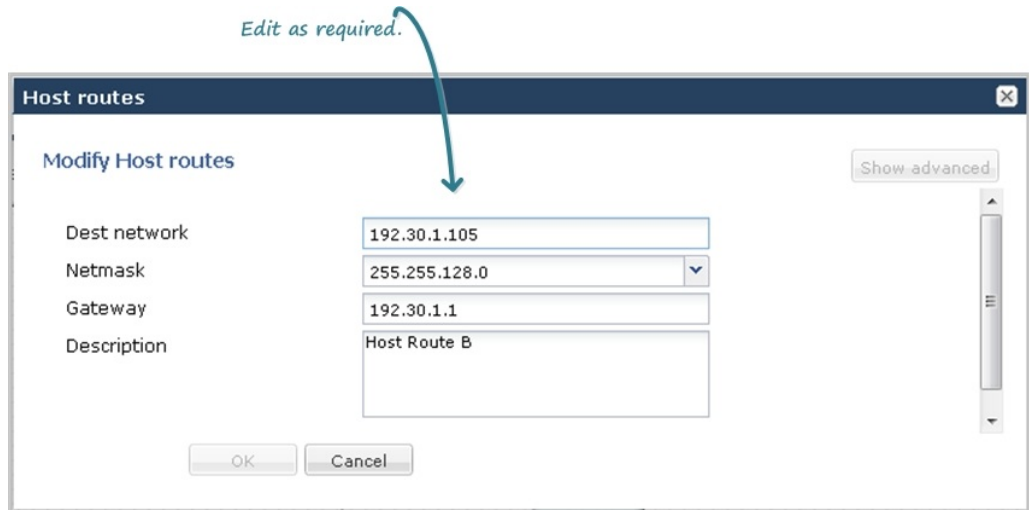 Edit as required.
Host routes
Modify Host routes
Show advanced
Dest network 192.30.1.105
Netmask 255.255.128.0
Gateway 192.30.1.1
Description Host Route B
OK Cancel